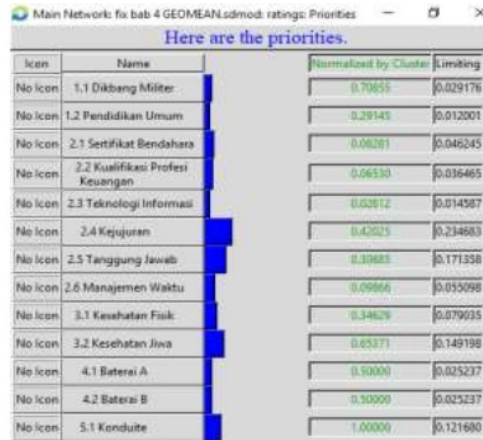 Main Network: fix bab 4 GEOMEAN.sdmod: ratings: Priorities
Here are the priorities.
Icon Name Normalized by Cluster Limiting
No Icon 1.1 Dikbang Militer 0.70855 0.029176
No Icon 1.2 Pendidikan Umum 0.29145 0.012001
No Icon 2.1 Sertifikat Bendahara 0.08281 0.046245
No Icon 2.2 Kualifikasi Profesi Keuangan 0.06530 0.036465
No Icon 2.3 Teknologi Informasi 0.02612 0.014587
No Icon 2.4 Kejujuran 0.42025 0.234683
No Icon 2.5 Tanggung Jawab 0.30685 0.171358
No Icon 2.6 Manajemen Waktu 0.09866 0.055098
No Icon 3.1 Kesehatan Fisik 0.34629 0.079035
No Icon 3.2 Kesehatan Jiwa 0.65371 0.149198
No Icon 4.1 Baterai A 0.50000 0.025237
No Icon 4.2 Baterai B 0.50000 0.025237
No Icon 5.1 Konduite 1.00000 0.121680